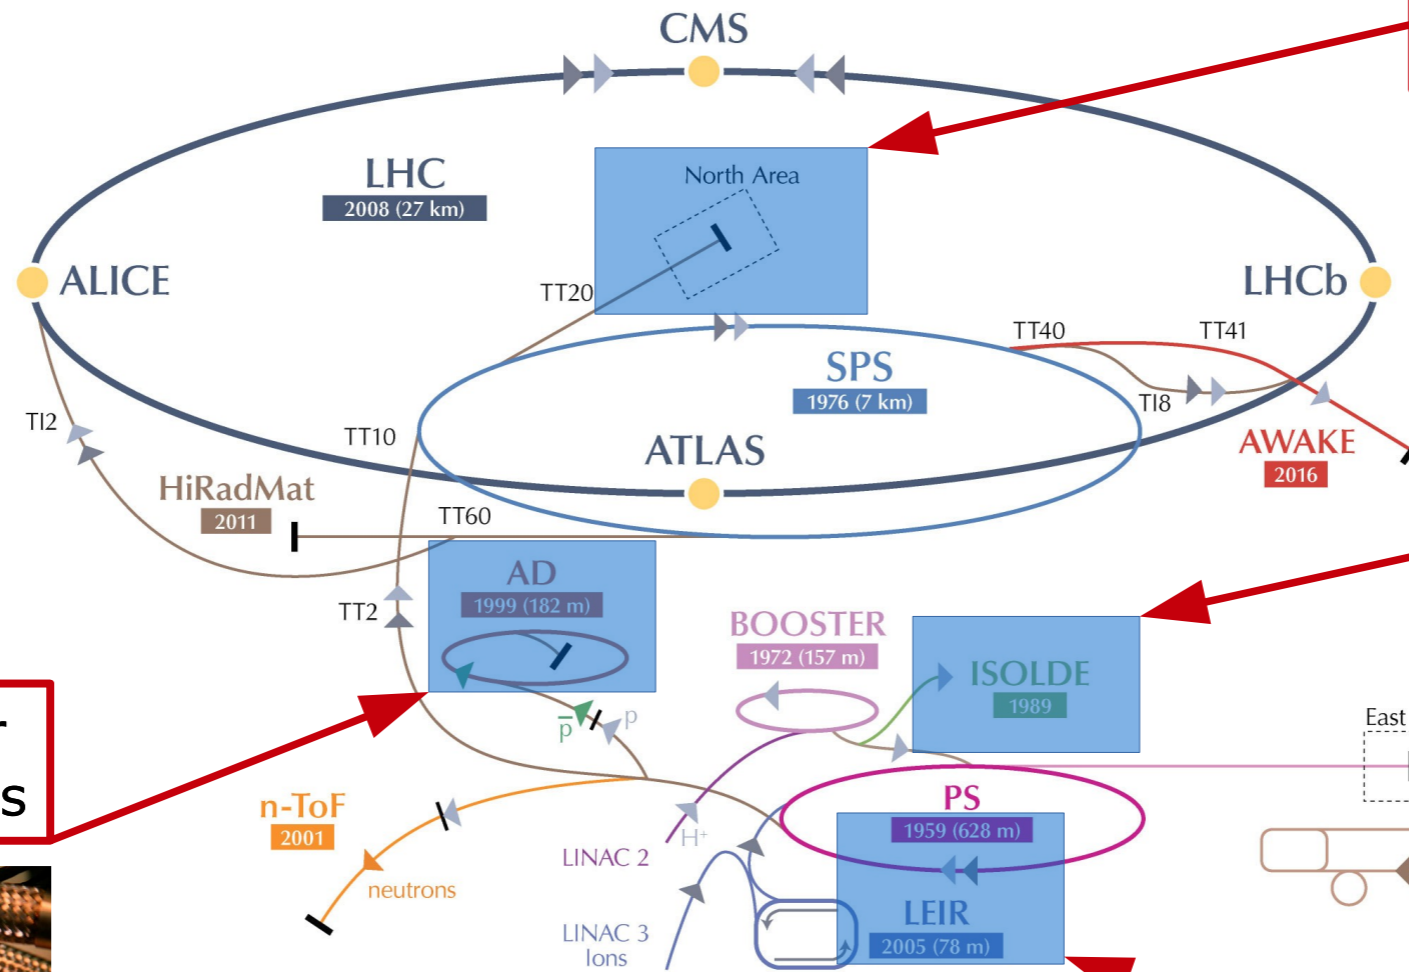 CMS
LHC
2008 (27 km)
North Area
ALICE
LHCb
TT20
TT40
TT41
SPS
1976 (7 km)
TI8
TI2
TT10
ATLAS
AWAKE
2016
HiRadMat
2011
TT60
AD
1999 (182 m)
TT2
BOOSTER
1972 (157 m)
ISOLDE
1989
p̅
p
East
n-ToF
2001
PS
1959 (628 m)
H+
LINAC 2
neutrons
LEIR
2005 (78 m)
LINAC 3
Ions